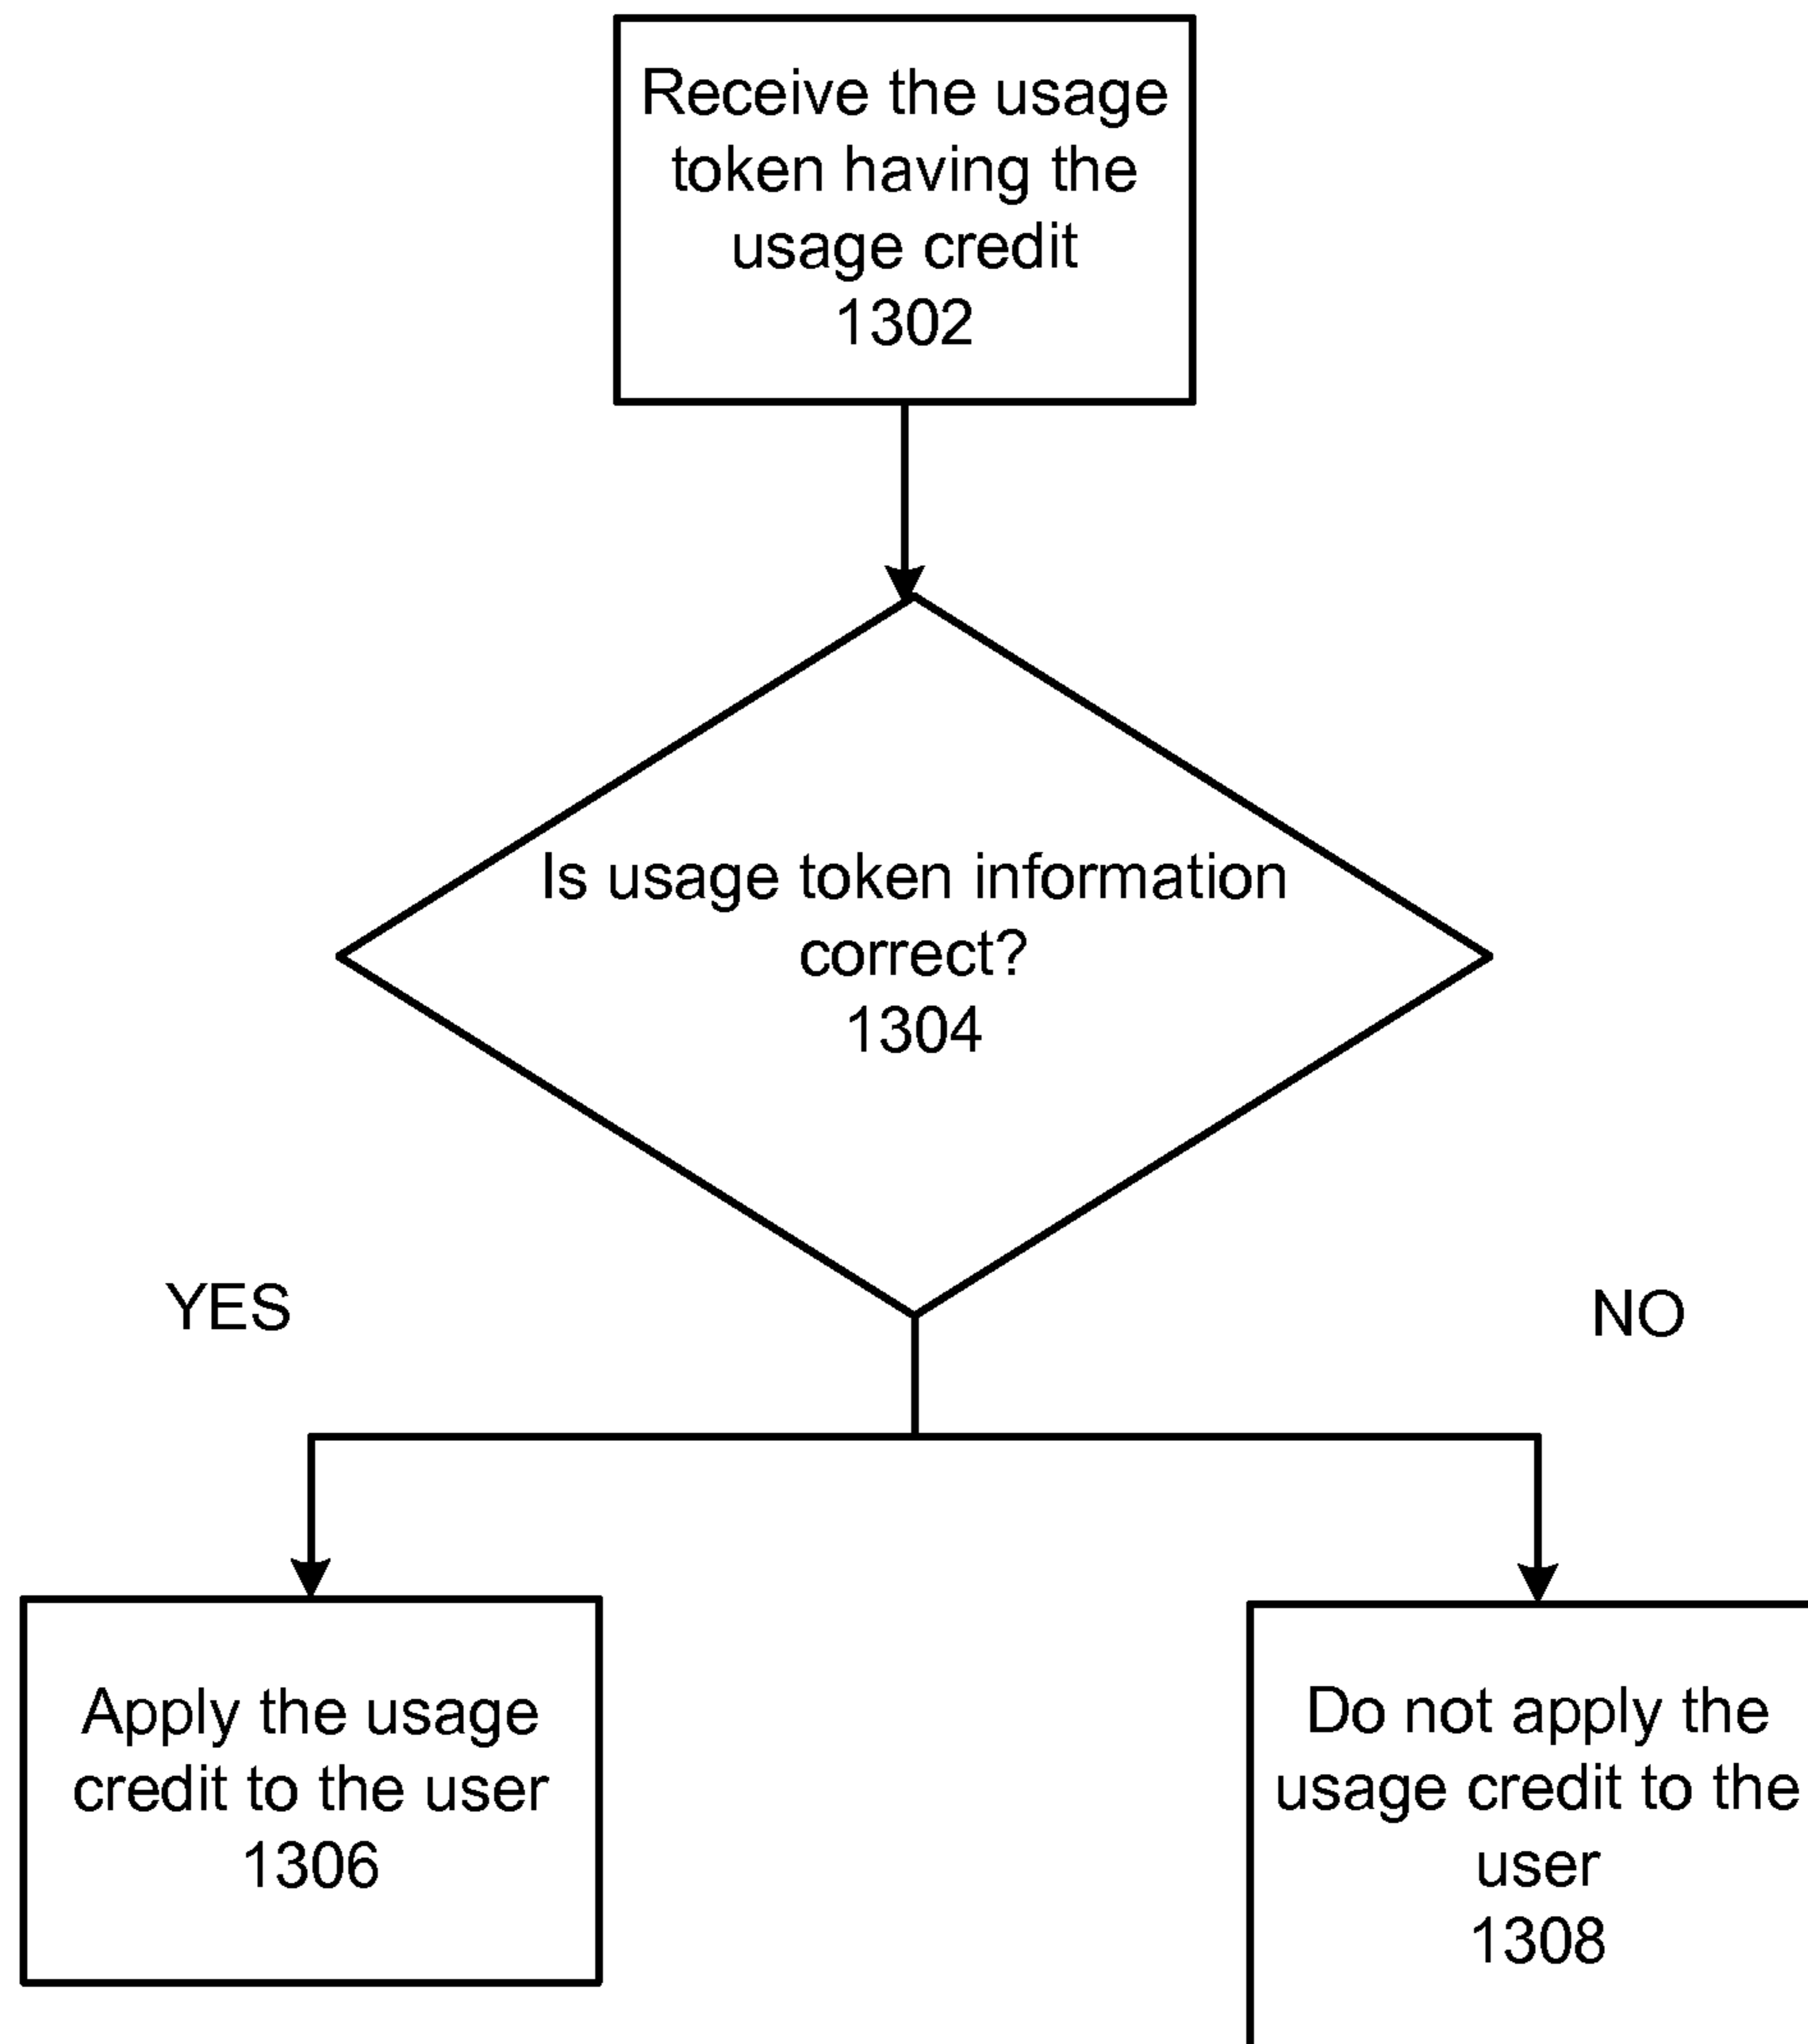 Receive the usage
token having the
usage credit
1302
Is usage token information
correct?
1304
YES
NO
Apply the usage
credit to the user
1306
Do not apply the
usage credit to the
user
1308